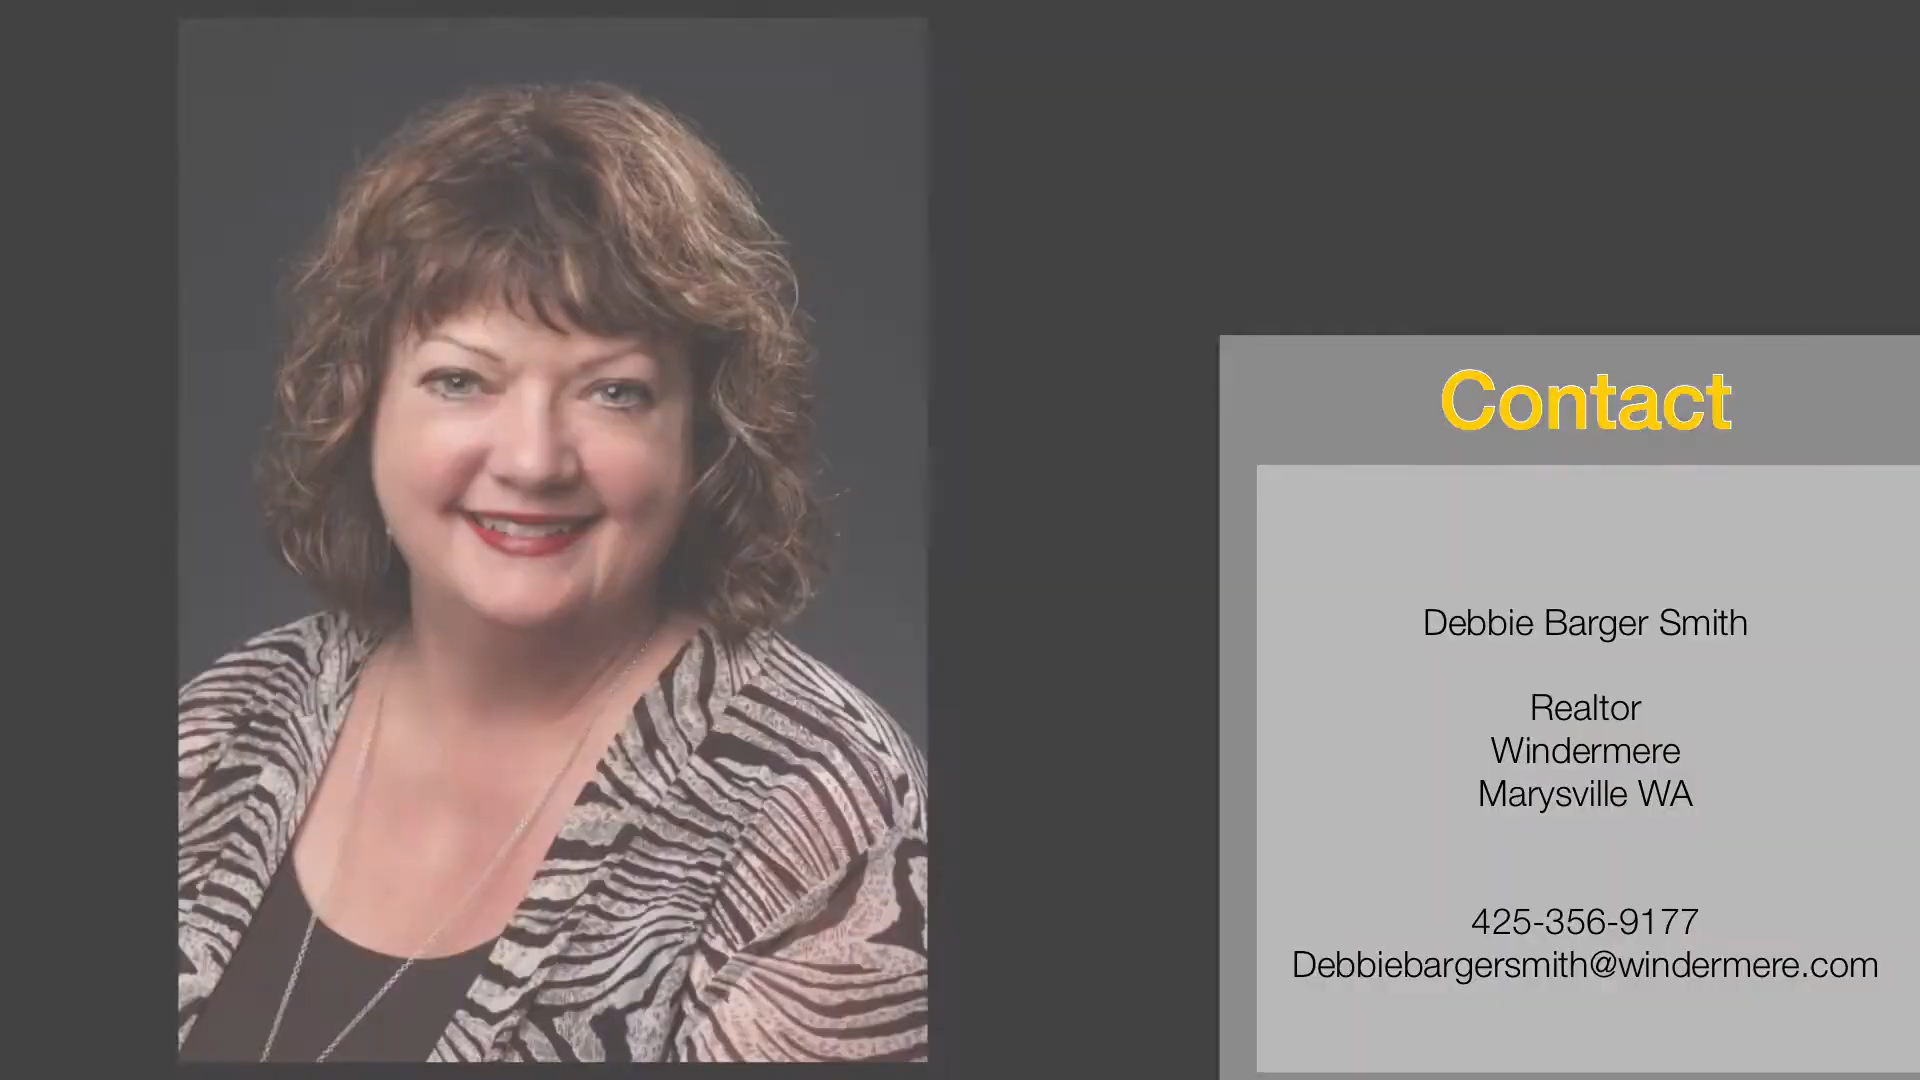 Contact
Debbie Barger Smith
Realtor
Windermere
Marysville WA
425-356-9177
Debbiebargersmith@windermere.com